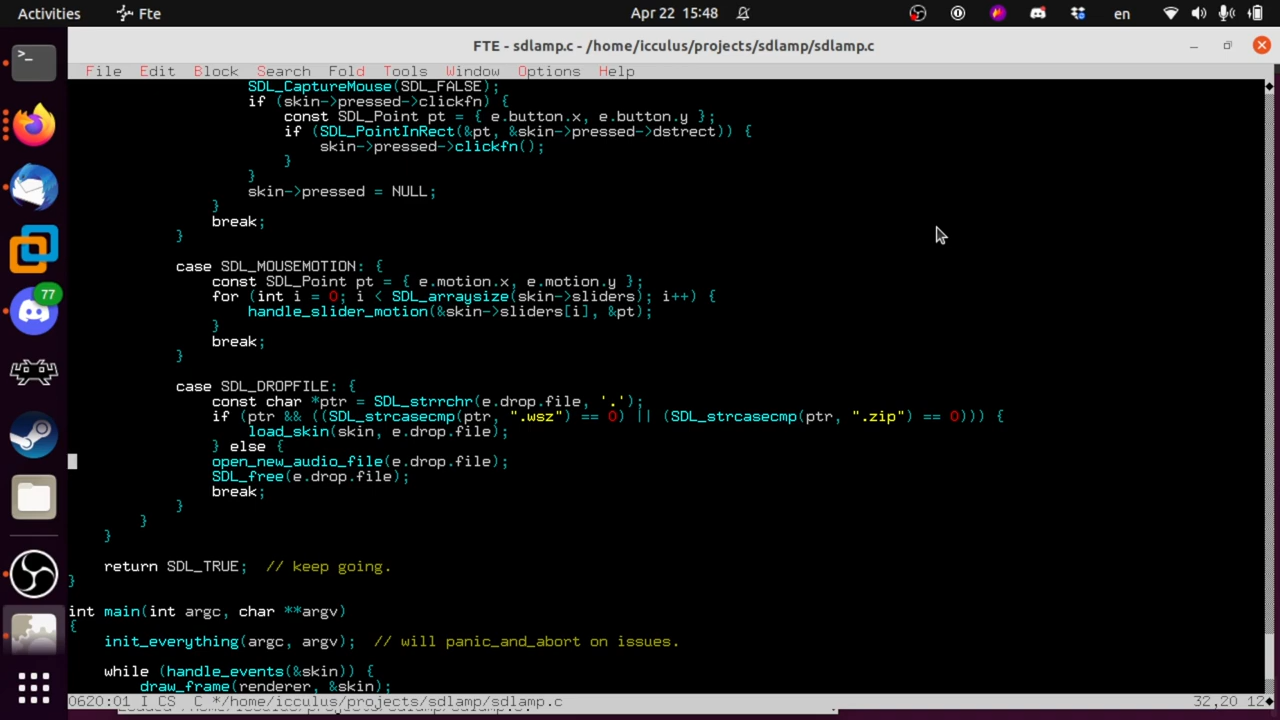 Activities
Fte
Apr 22 15:48
en
FTE - sdlamp.c - /home/icculus/projects/sdlamp/sdlamp.c
File Edit Block Search Fold Tools Window Options Help
SDL_CaptureMouse(SDL_FALSE);
if (skin->pressed->clickfn) {
const SDL_Point pt = { e.button.x, e.button.y };
if (SDL_PointInRect(&pt, &skin->pressed->dstrect)) {
skin->pressed->clickfn();
}
}
skin->pressed = NULL;
}
break;
}
case SDL_MOUSEMOTION: {
const SDL_Point pt = { e.motion.x, e.motion.y };
for (int i = 0; i < SDL_arraysize(skin->sliders); i++) {
handle_slider_motion(&skin->sliders[i], &pt);
}
break;
}
case SDL_DROPFILE: {
const char *ptr = SDL_strrchr(e.drop.file, '.');
if (ptr && ((SDL_strcasecmp(ptr, ".wsz") == 0) || (SDL_strcasecmp(ptr, ".zip") == 0))) {
load_skin(skin, e.drop.file);
} else {
open_new_audio_file(e.drop.file);
SDL_free(e.drop.file);
break;
}
}
}
return SDL_TRUE;  // keep going.
}
int main(int argc, char **argv)
{
init_everything(argc, argv);  // will panic_and_abort on issues.
while (handle_events(&skin)) {
draw_frame(renderer, &skin);
0620:01 I CS  C */home/icculus/projects/sdlamp/sdlamp.c
32,20 12
77